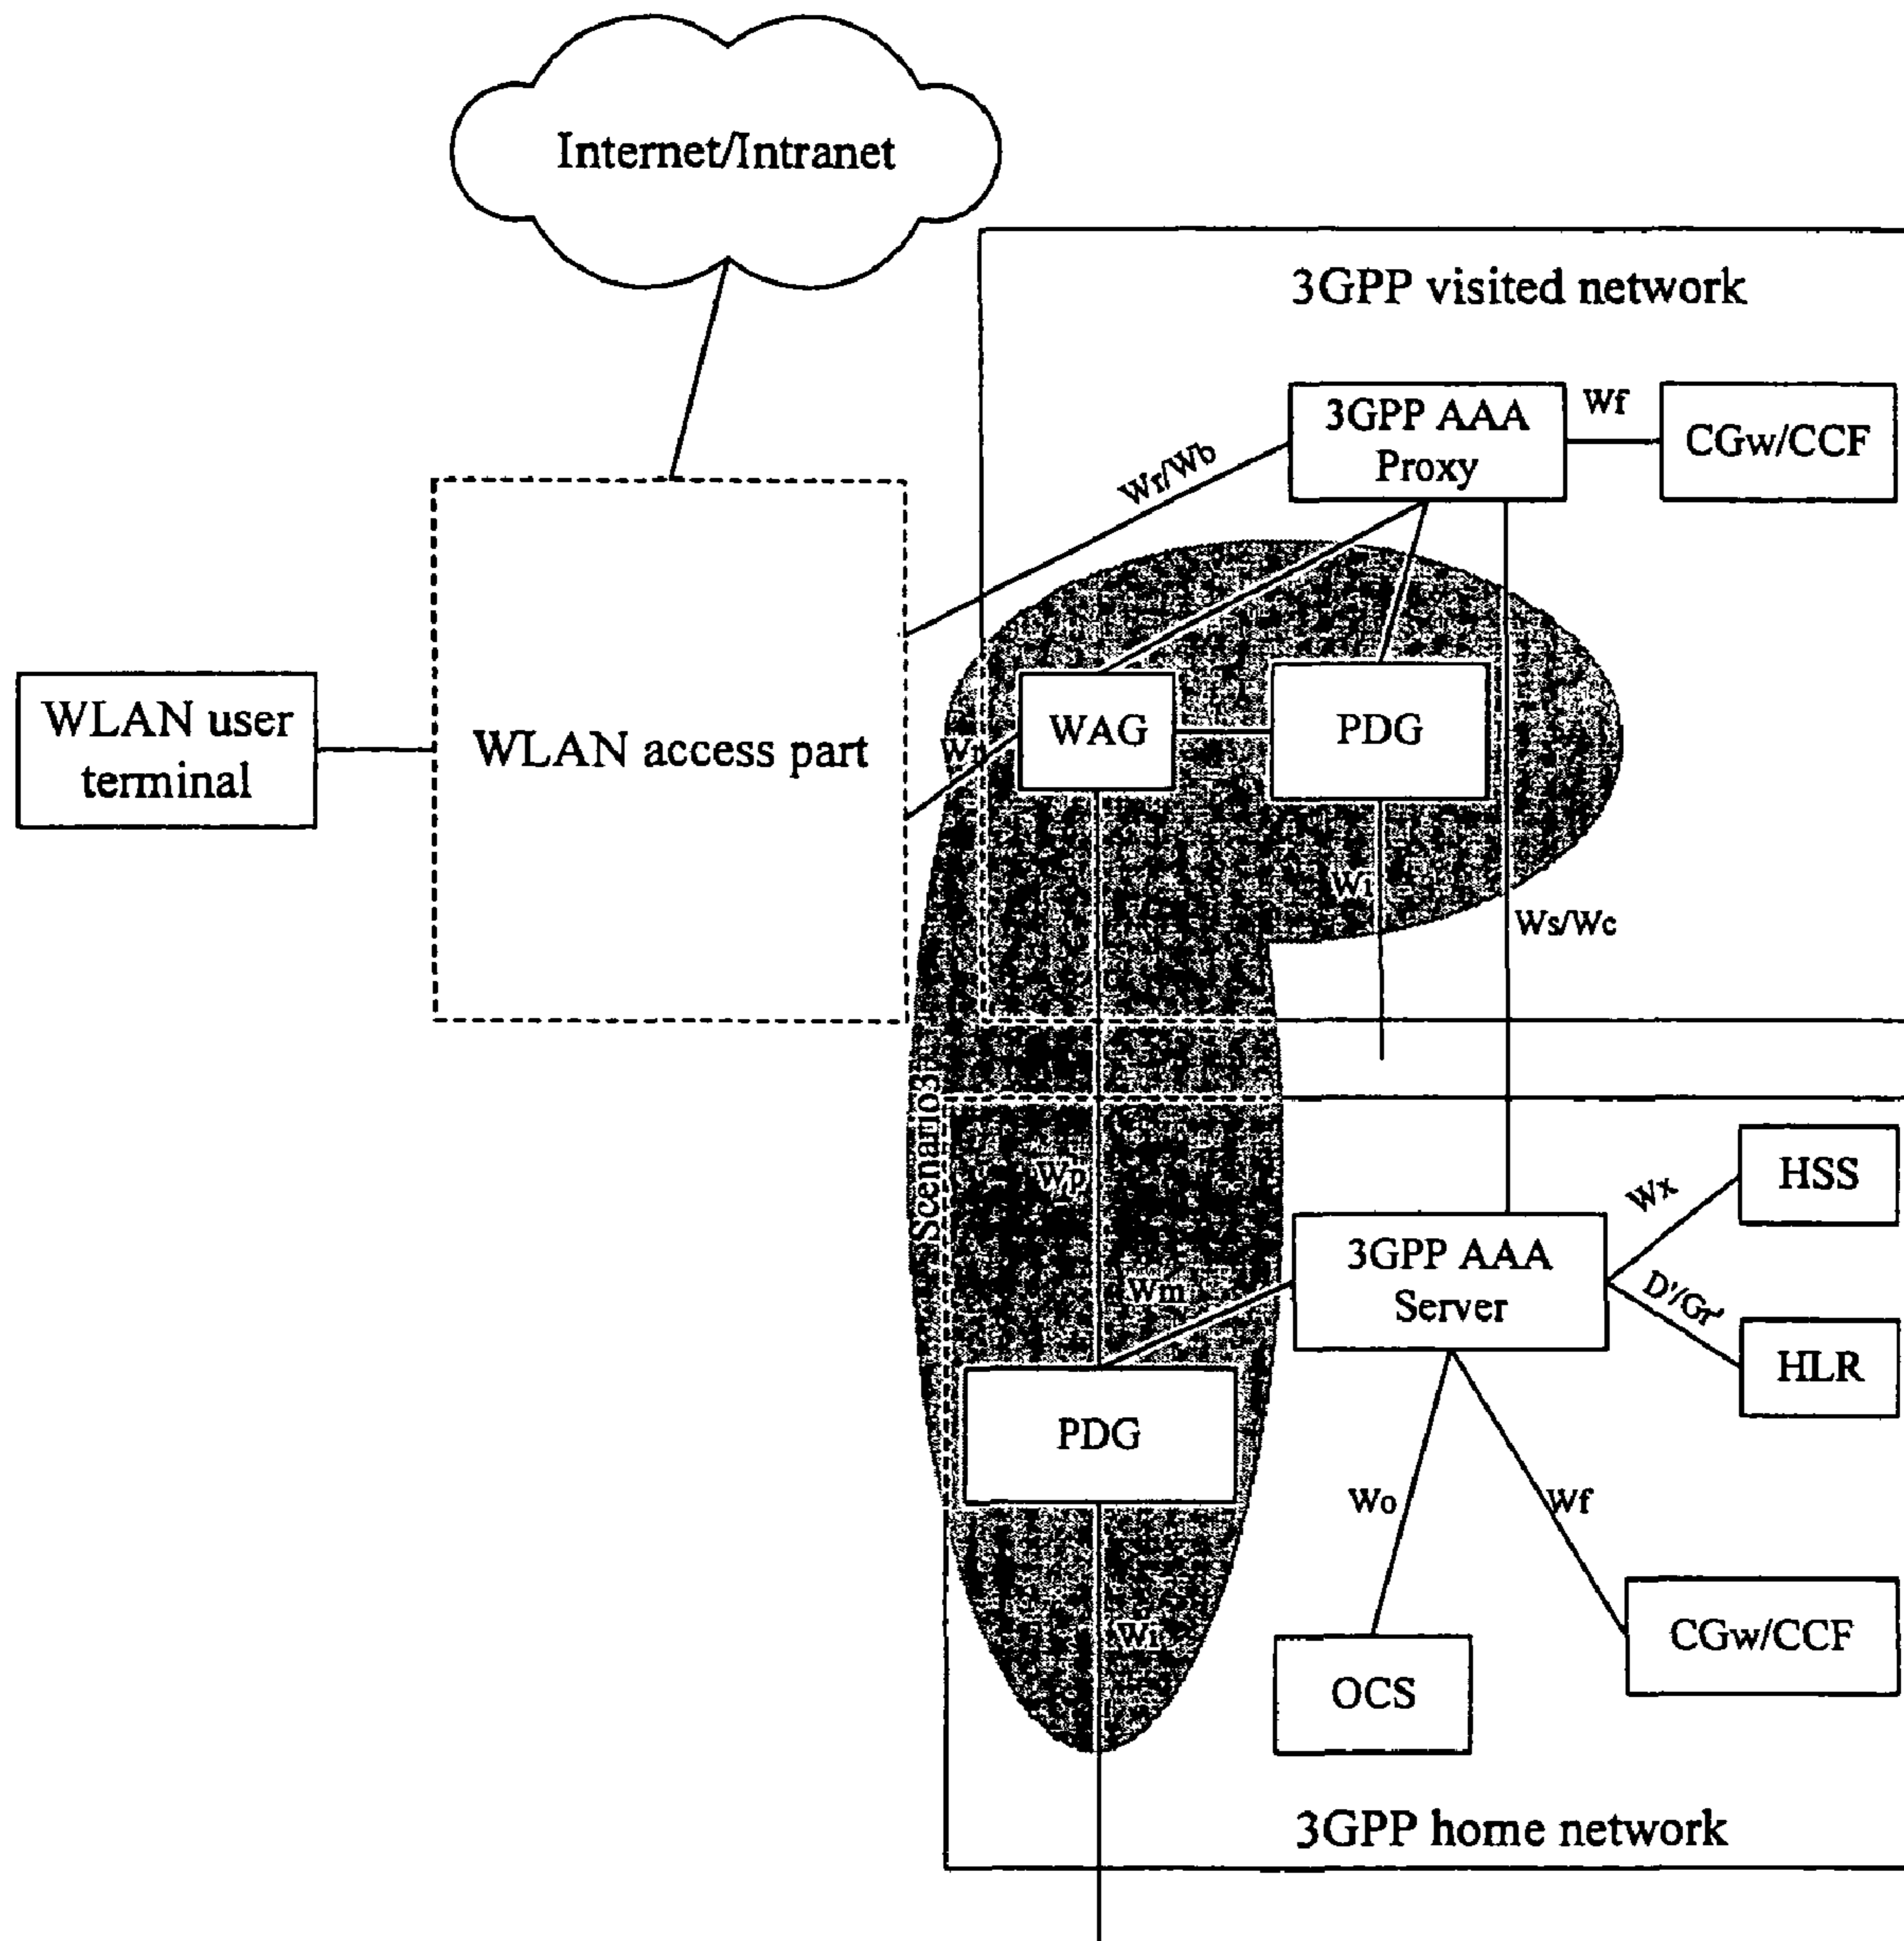 Internet/Intranet
3GPP visited network
3GPP AAA
Proxy
Wf
CGw/CCF
Wr/Wb
WLAN user
terminal
WLAN access part
WAG
PDG
Wi
Ws/Wc
Scenario3
Wp
HSS
Wx
3GPP AAA
Server
D'/Gr'
HLR
Wm
PDG
Wo
Wf
Wi
OCS
CGw/CCF
3GPP home network